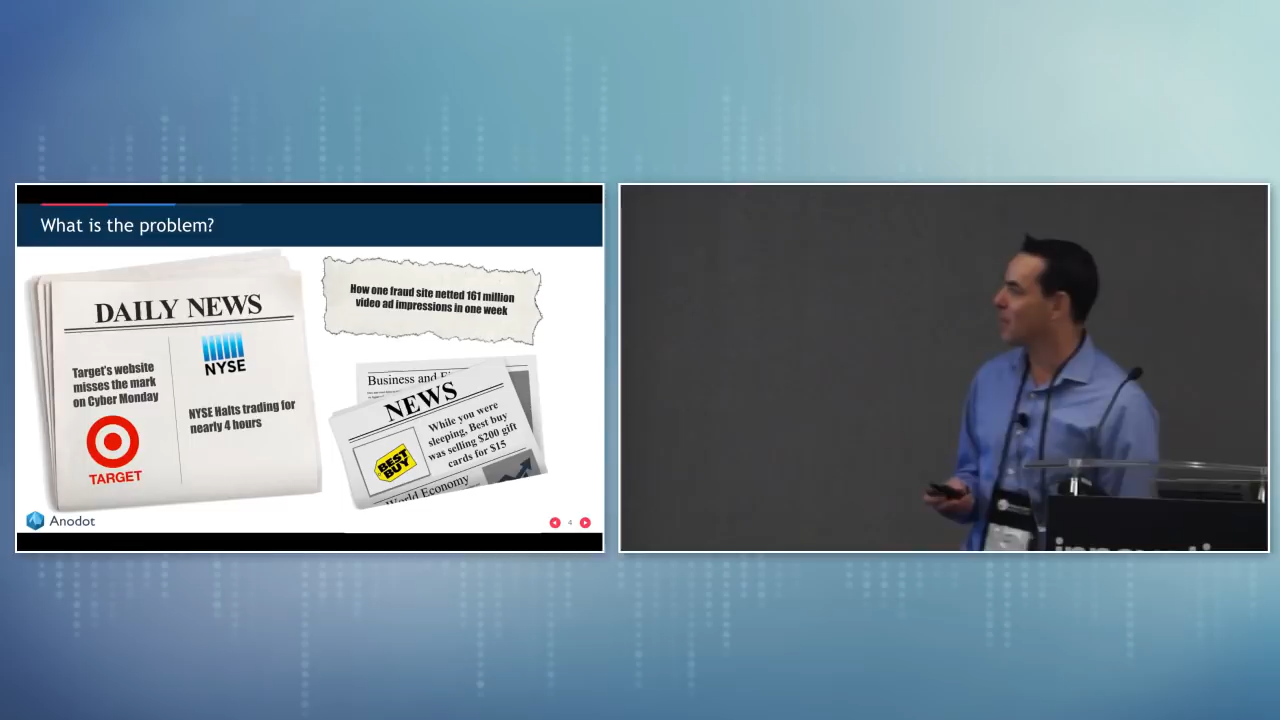 What is the problem?
DAILY NEWS
Target's website
misses the mark
on Cyber Monday
TARGET
NYSE
NYSE Halts trading for
nearly 4 hours
How one fraud site netted 161 million
video ad impressions in one week
Business and
NEWS
BEST
BUY
While you were
sleeping, Best buy
was selling $200 gift
cards for $15
World Economy
Anodot
4